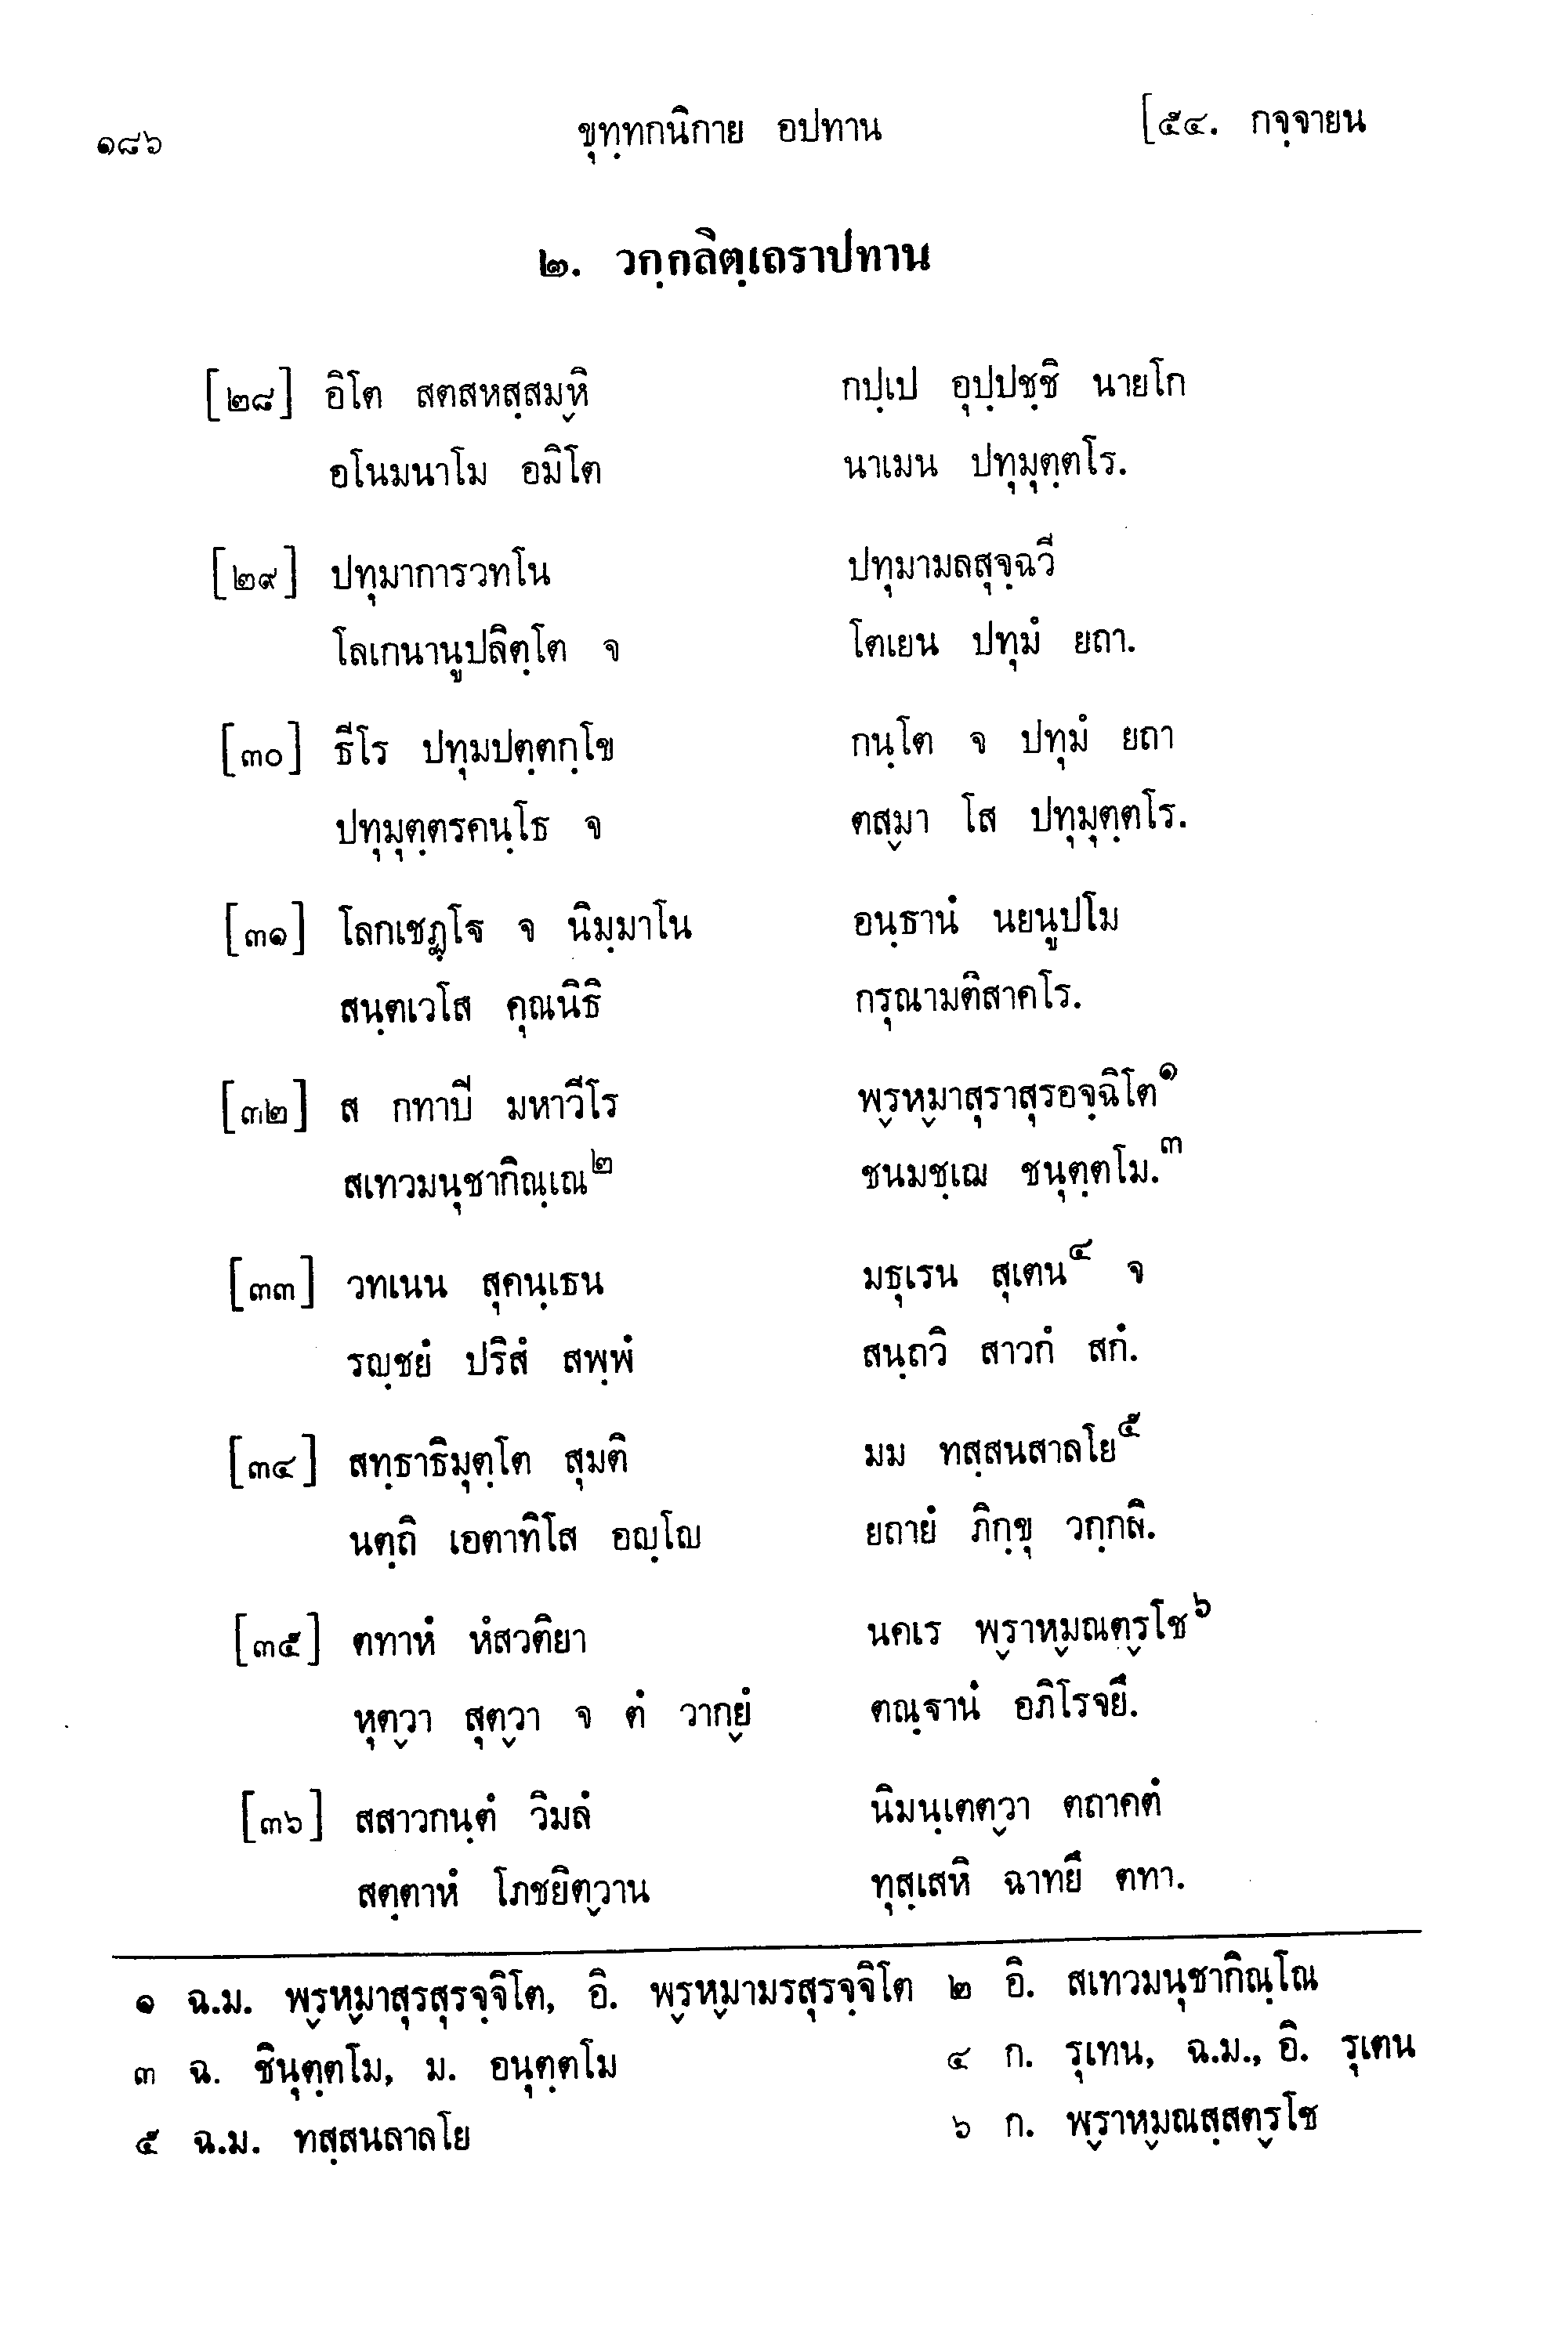 ๑๘๖ ขุทฺทกนิกาย อปทาน [๕๔. กจฺจายน
๒. วกฺกลิตฺเถราปทาน
[๒๘] อิโต สตสหสฺสมฺหิ กปฺเป อุปฺปชฺชิ นายโก
อโนมนาโม อมิโต นาเมน ปทุมุตฺตโร.
[๒๙] ปทุมาการวทโน ปทุมามลสุจฺฉวี
โลเกนานูปลิตฺโต จ โตเยน ปทุมํ ยถา.
[๓๐] ธีโร ปทุมปตฺตกฺโข กนฺโต จ ปทุมํ ยถา
ปทุมุตฺตรคนฺโธ จ ตสฺมา โส ปทุมุตฺตโร.
[๓๑] โลกเชฏฺโฐ จ นิมฺมาโน อนฺธานํ นยนูปโม
สนฺตเวโส คุณนิธิ กรุณามติสาคโร.
[๓๒] ส กทาปี มหาวีโร พฺรหฺมาสุราสุรอจฺฉิโต๑
สเทวมนุชากิณฺเณ๒ ชนมชฺเฌ ชนุตฺตโม.๓
[๓๓] วทเนน สุคนฺเธน มธุเรน สุเตน๔ จ
รญฺชยํ ปริสํ สพฺพํ สนฺถวิ สาวกํ สกํ.
[๓๔] สทฺธาธิมุตฺโต สุมติ มม ทสฺสนสาลโย๕
นตฺถิ เอตาทิโส อญฺโญ ยถายํ ภิกฺขุ วกฺกลิ.
[๓๕] ตทาหํ หํสวติยา นคเร พฺราหฺมณตฺรโช๖
หุตฺวา สุตฺวา จ ตํ วากฺยํ ตณฺฐานํ อภิโรจยึ.
[๓๖] สสาวกนฺตํ วิมลํ นิมนฺเตตฺวา ตถาคตํ
สตฺตาหํ โภชยิตฺวาน ทุสฺเสหิ ฉาทยึ ตทา.
๑ ฉ.ม. พฺรหฺมาสุรสุรจฺจิโต, อิ. พฺรหฺมามรสุรจฺจิโต ๒ อิ. สเทวมนุชากิณฺโณ
๓ ฉ. ชินุตฺตโม, ม. อนุตฺตโม ๔ ก. รุเทน, ฉ.ม., อิ. รุเตน
๕ ฉ.ม. ทสฺสนลาลโย ๖ ก. พฺราหฺมณสฺสตฺรโช